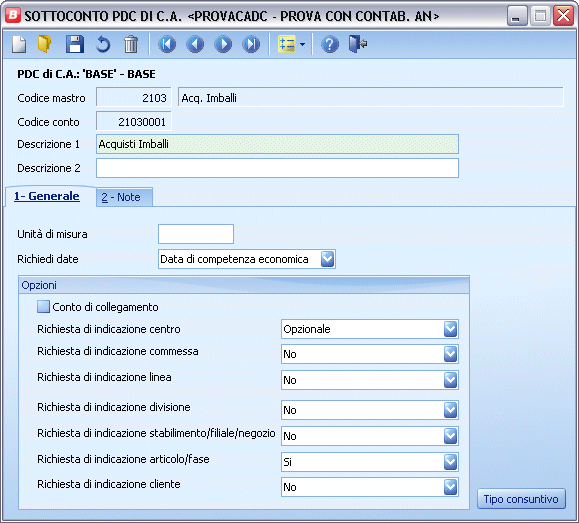 B SOTTOCONTO PDC DI C.A. <PROVACADC - PROVA CON CONTAB. AN>
PDC di C.A.: 'BASE' - BASE
Codice mastro 2103 Acq. Imballi
Codice conto 21030001
Descrizione 1 Acquisti Imballi
Descrizione 2
1- Generale 2 - Note
Unità di misura
Richiedi date Data di competenza economica
Opzioni
Conto di collegamento
Richiesta di indicazione centro Opzionale
Richiesta di indicazione commessa No
Richiesta di indicazione linea No
Richiesta di indicazione divisione No
Richiesta di indicazione stabilimento/filiale/negozio No
Richiesta di indicazione articolo/fase Si
Richiesta di indicazione cliente No
Tipo consuntivo